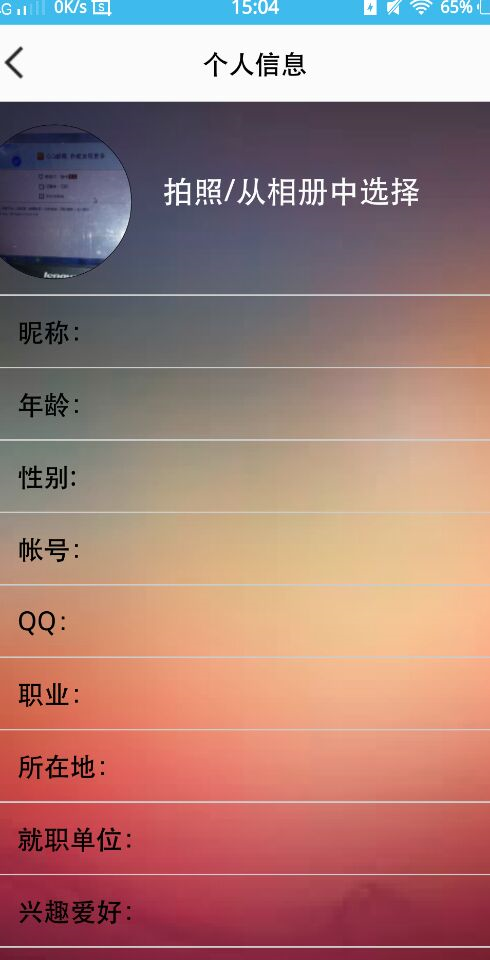 0K/s 15:04 65%
个人信息
拍照/从相册中选择
昵称：
年龄：
性别:
帐号：
QQ：
职业：
所在地：
就职单位：
兴趣爱好：